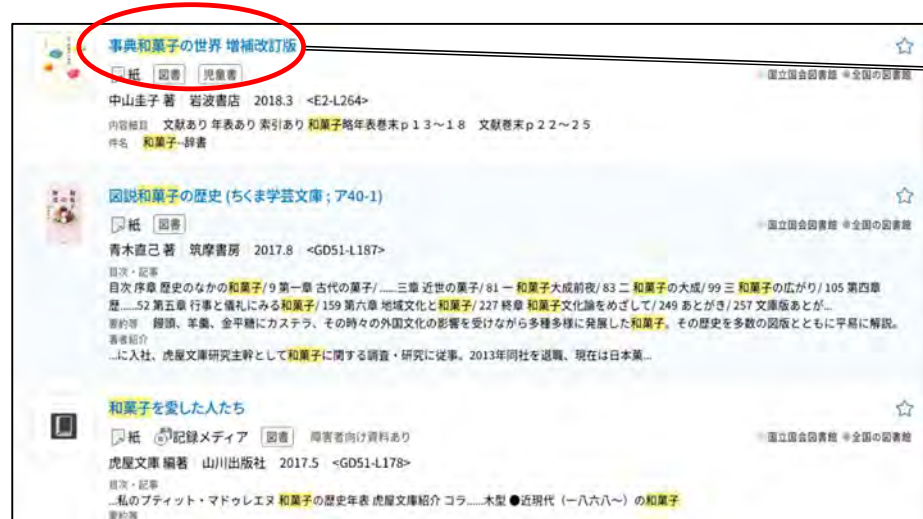 事典和菓子の世界 増補改訂版
紙 図書 児童書
国立国会図書館 全国の図書館
中山圭子 著 岩波書店 2018.3 <E2-L264>
内容細目 文献あり 年表あり 索引あり 和菓子略年表巻末p13～18 文献巻末p22～25
件名 和菓子--辞書
図説和菓子の歴史 (ちくま学芸文庫 ; ア40-1)
紙 図書
国立国会図書館 全国の図書館
青木直己 著 筑摩書房 2017.8 <GD51-L187>
目次・記事
目次 序章 歴史のなかの和菓子/ 9 第一章 古代の菓子/......三章 近世の菓子/ 81 一 和菓子大成前夜/ 83 二 和菓子の大成/ 99 三 和菓子の広がり/ 105 第四章
歴......52 第五章 行事と儀礼にみる和菓子/ 159 第六章 地域文化と和菓子/ 227 終章 和菓子文化論をめざして/ 249 あとがき/ 257 文庫版あとが...
要約等 饅頭、羊羹、金平糖にカステラ、その時々の外国文化の影響を受けながら多種多様に発展した和菓子。その歴史を多数の図版とともに平易に解説。
著者紹介
...に入社、虎屋文庫研究主幹として和菓子に関する調査・研究に従事。2013年同社を退職、現在は日本菓...
和菓子を愛した人たち
紙 記録メディア 図書 障害者向け資料あり
国立国会図書館 全国の図書館
虎屋文庫 編著 山川出版社 2017.5 <GD51-L178>
目次・記事
...私のプティット・マドゥレエヌ 和菓子の歴史年表 虎屋文庫紹介 コラ......木型 ●近現代（一八六八～）の和菓子
要約等